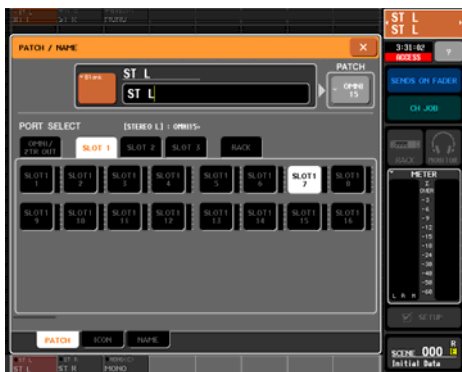 ST L
ST L
PATCH / NAME
×
3:31:02
ACCESS
?
Blank
ST L
ST L
PATCH
OMNI
15
SENDS ON FADER
CH JOB
PORT SELECT
[STEREO L] : OMNI15-
OMNI/
2TR OUT
SLOT 1
SLOT 2
SLOT 3
RACK
RACK
MONITOR
SLOT1
1
SLOT1
2
SLOT1
3
SLOT1
4
SLOT1
5
SLOT1
6
SLOT1
7
SLOT1
8
SLOT1
9
SLOT1
10
SLOT1
11
SLOT1
12
SLOT1
13
SLOT1
14
SLOT1
15
SLOT1
16
METER
Σ
OVER
-3
-6
-9
-12
-15
-18
-24
-30
-40
-50
-60
L R M
SETUP
PATCH
ICON
NAME
ST L
ST L
ST R
ST R
MONO(C)
MONO
SCENE 000
R
E
Initial Data